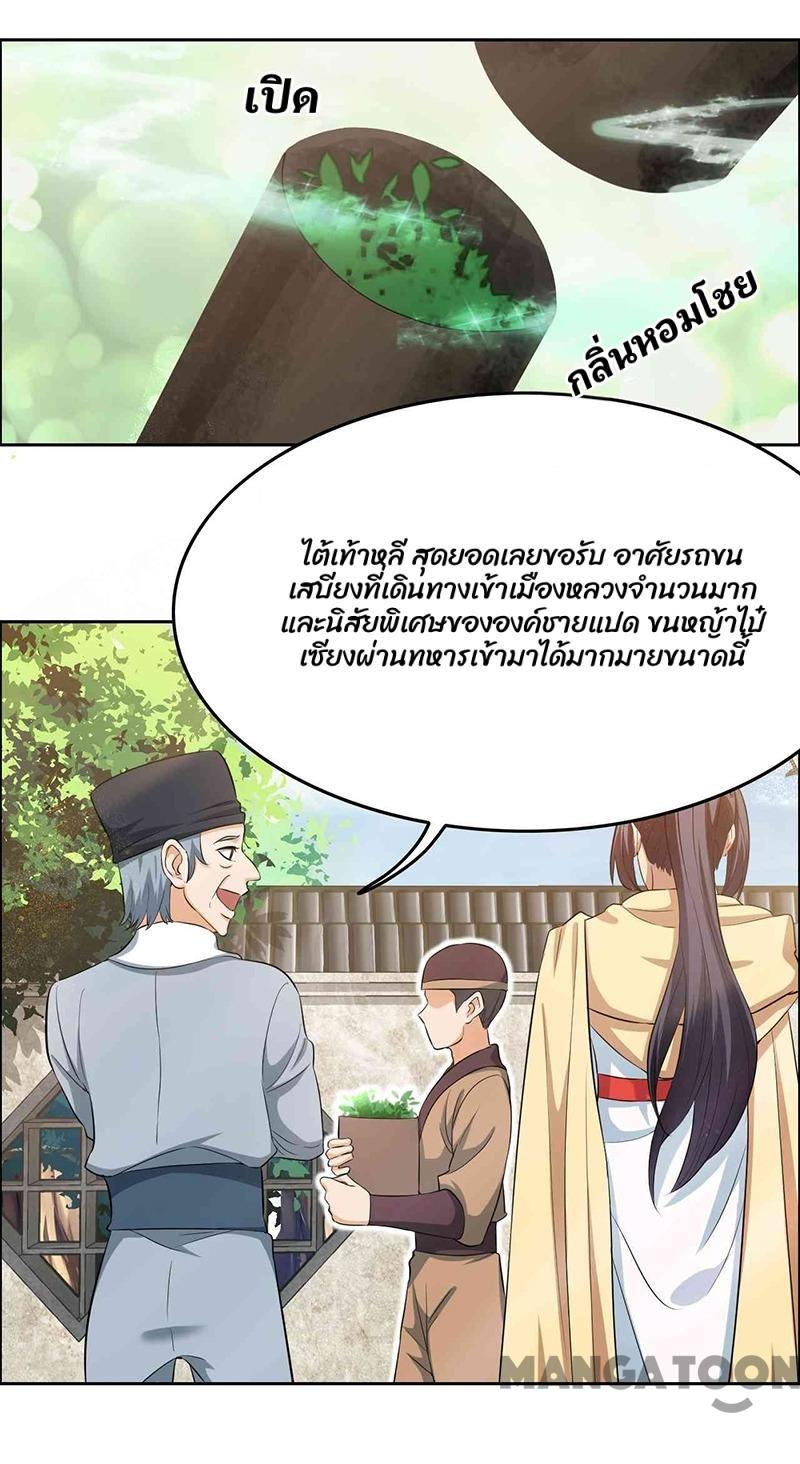 เปิด
กลิ่นหอมโชย
ไต้เท้าหลี่ สุดยอดเลยขอรับ อาศัยรถขน
เสบียงที่เดินทางเข้าเมืองหลวงจำนวนมาก
และนิสัยพิเศษขององค์ชายแปด ขนหญ้าไป๋
เซียงผ่านทหารเข้ามาได้มากมายขนาดนี้
MANGATOON